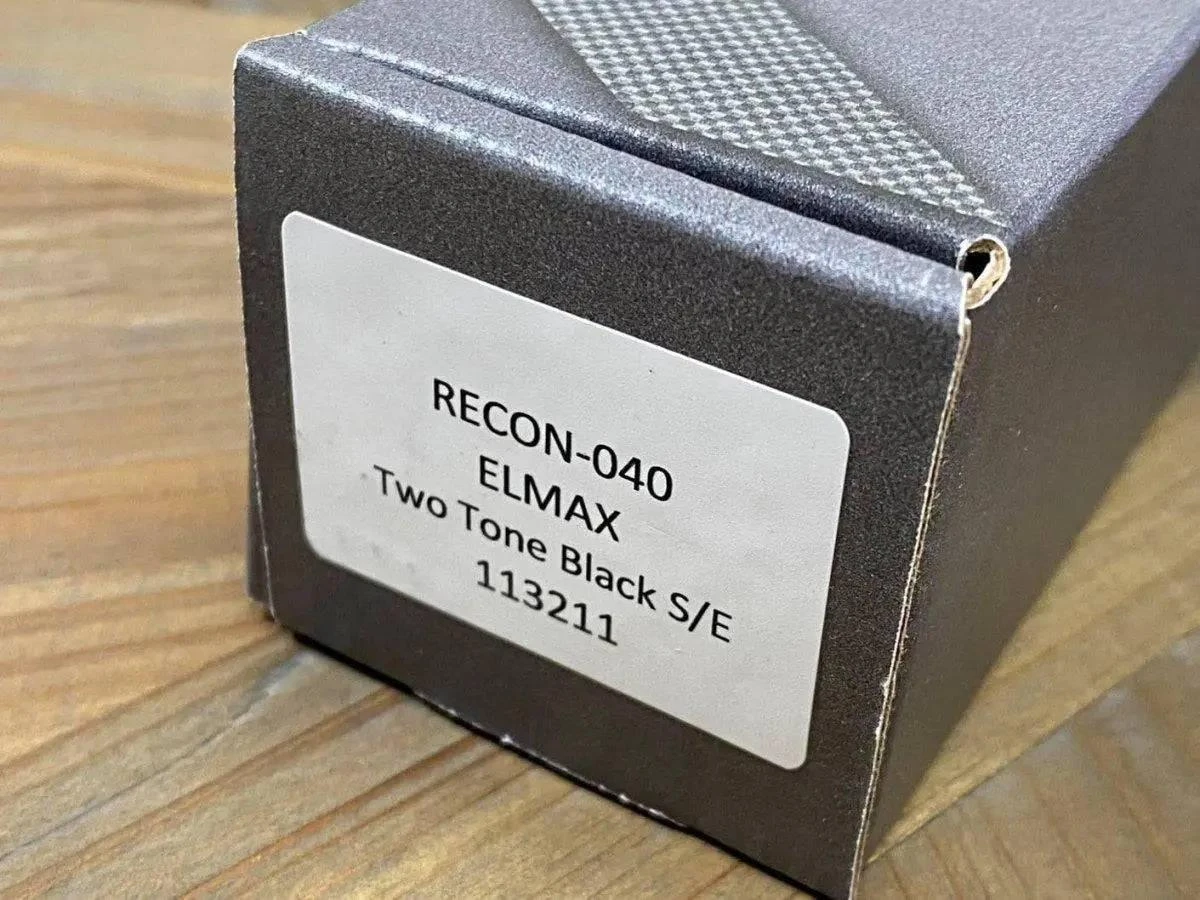 RECON-040
ELMAX
Two Tone Black S/E
113211